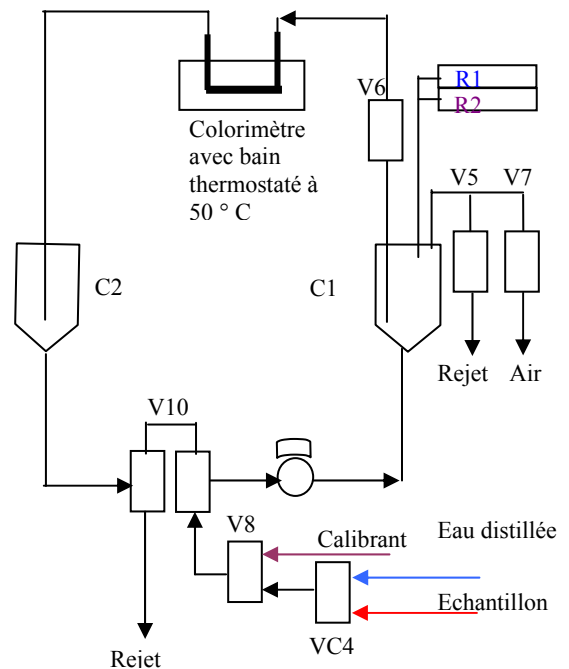 R1
V6
R2
Colorimètre
avec bain
thermostaté à
50 ° C
V5
V7
C2
C1
Rejet
Air
V10
V8
Calibrant
Eau distillée
Echantillon
VC4
Rejet